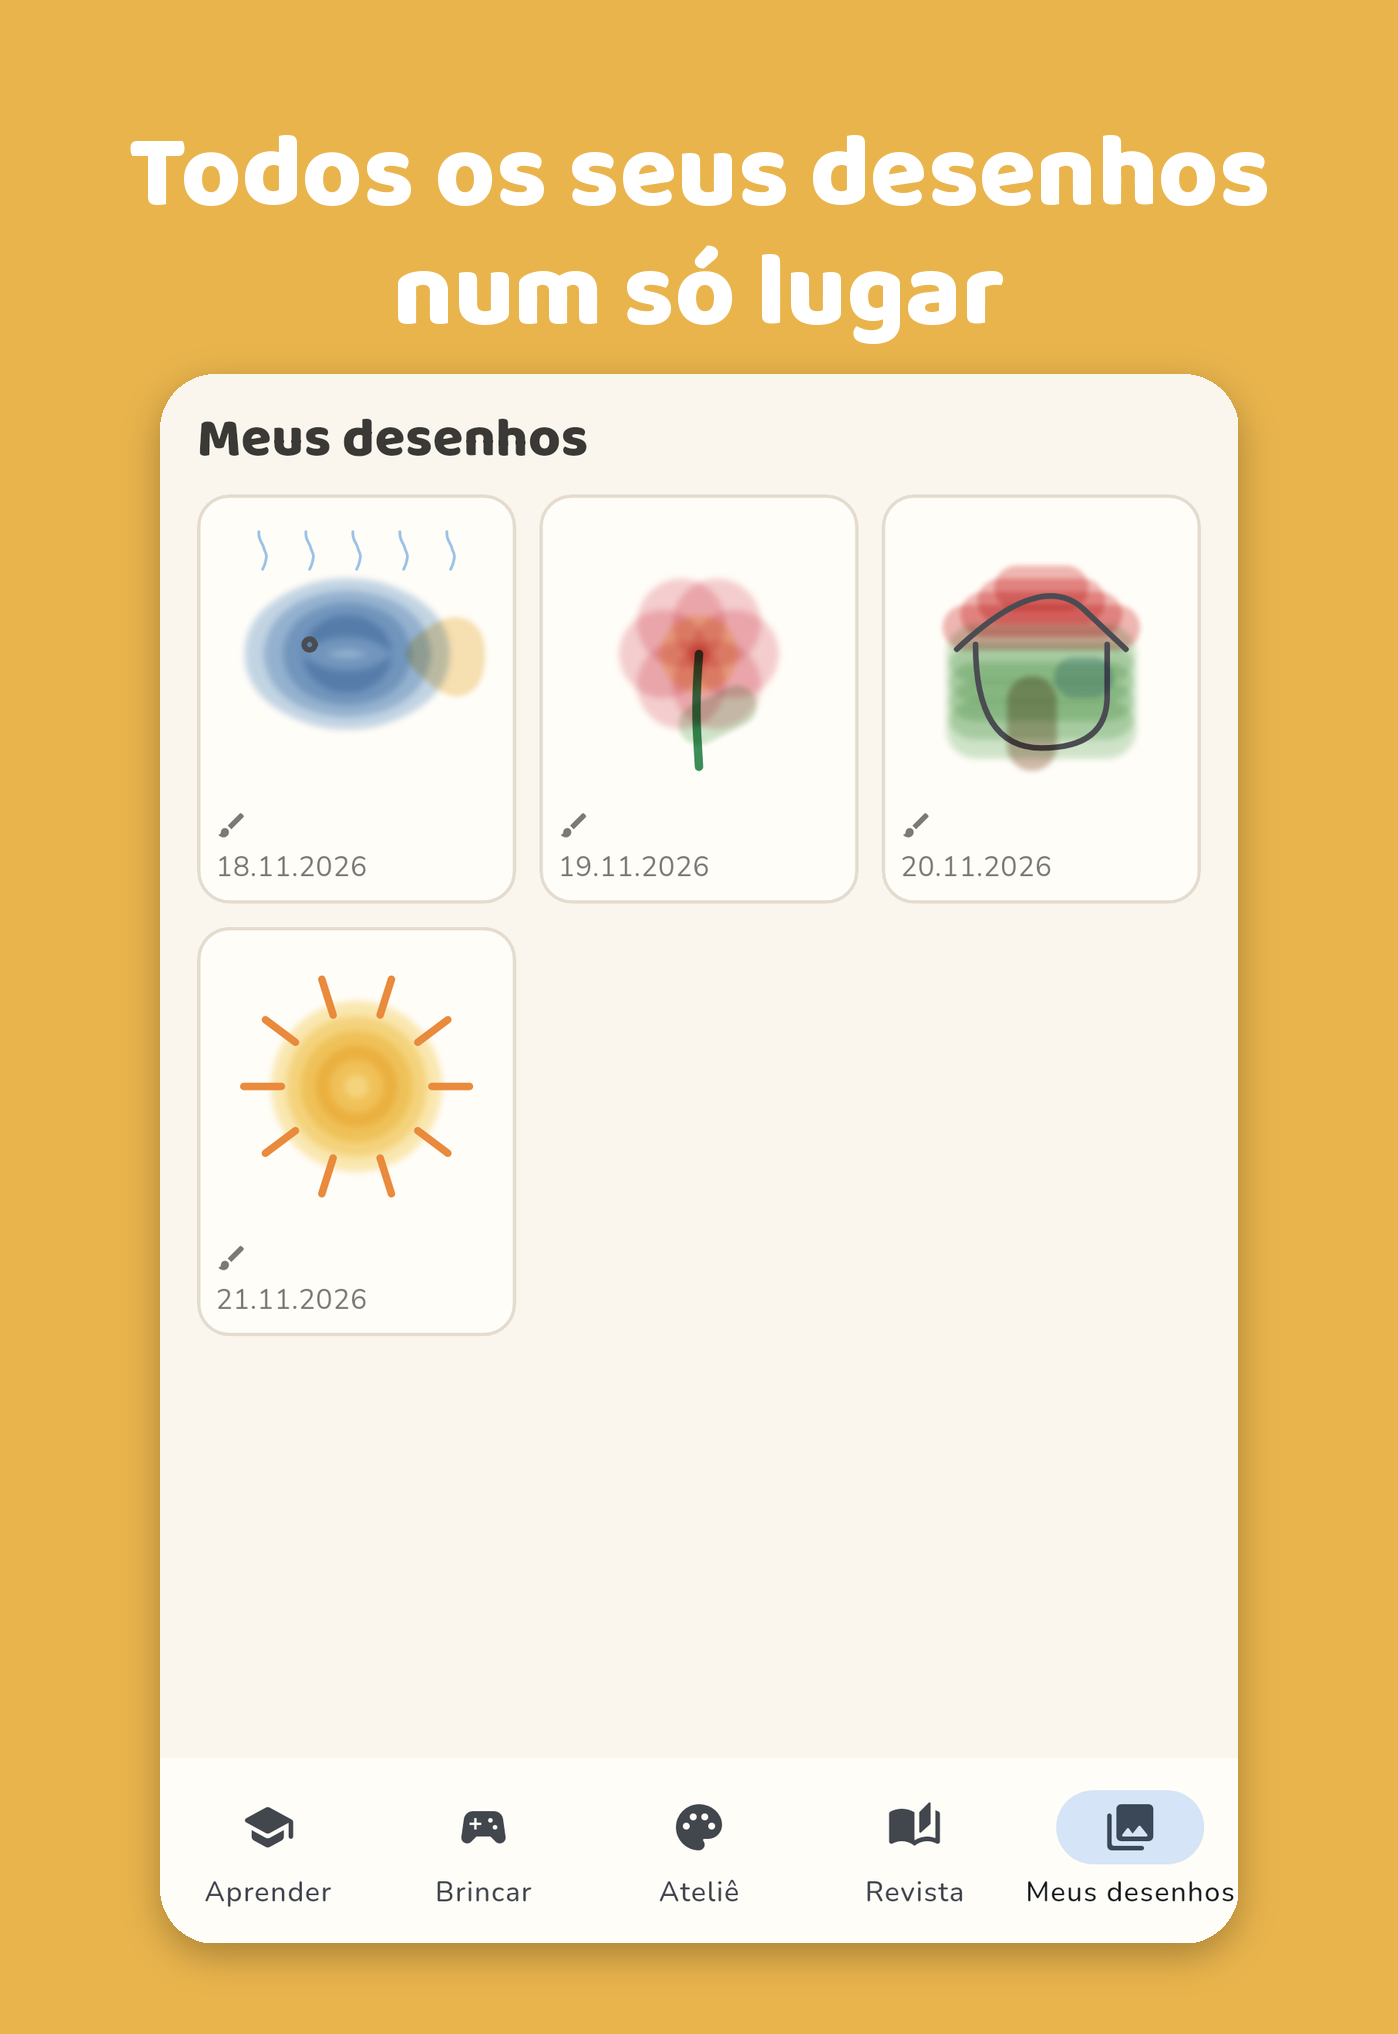 Todos os seus desenhos
num só lugar
Meus desenhos
18.11.2026
19.11.2026
20.11.2026
21.11.2026
Aprender
Brincar
Ateliê
Revista
Meus desenhos